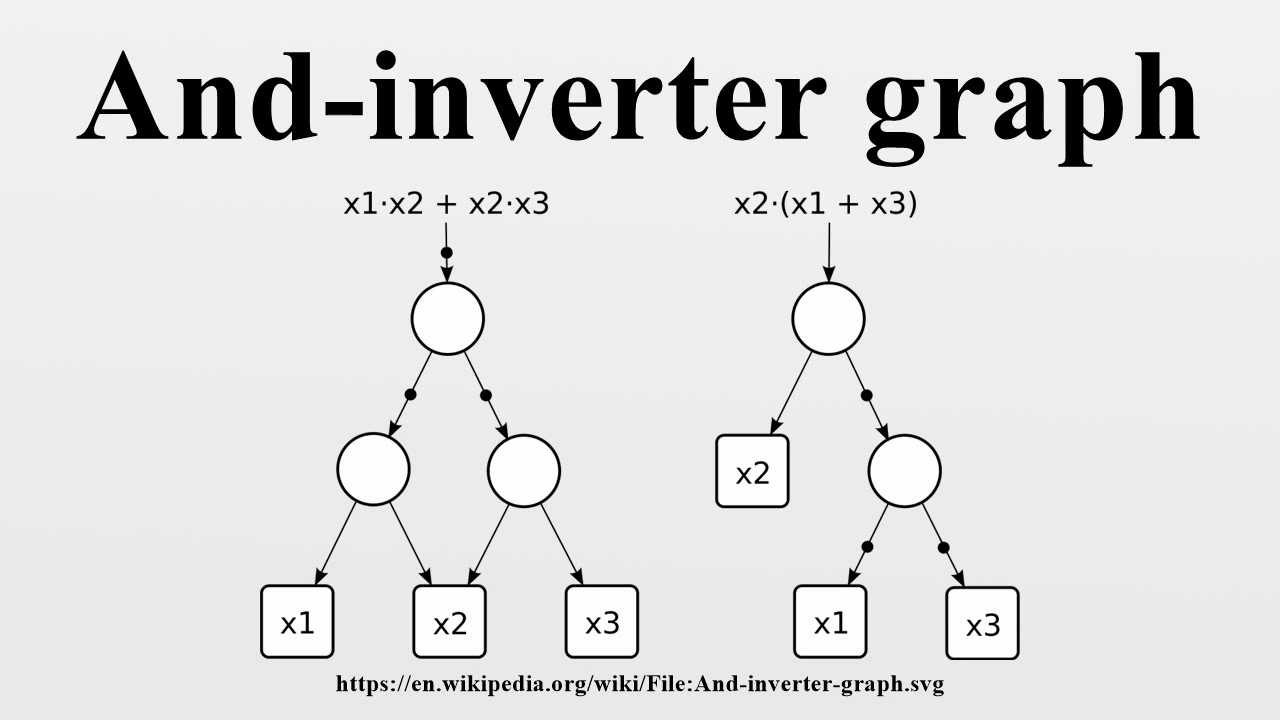 And-inverter graph
x1·x2 + x2·x3
x2·(x1 + x3)
x2
x1
x2
x3
x1
x3
https://en.wikipedia.org/wiki/File:And-inverter-graph.svg